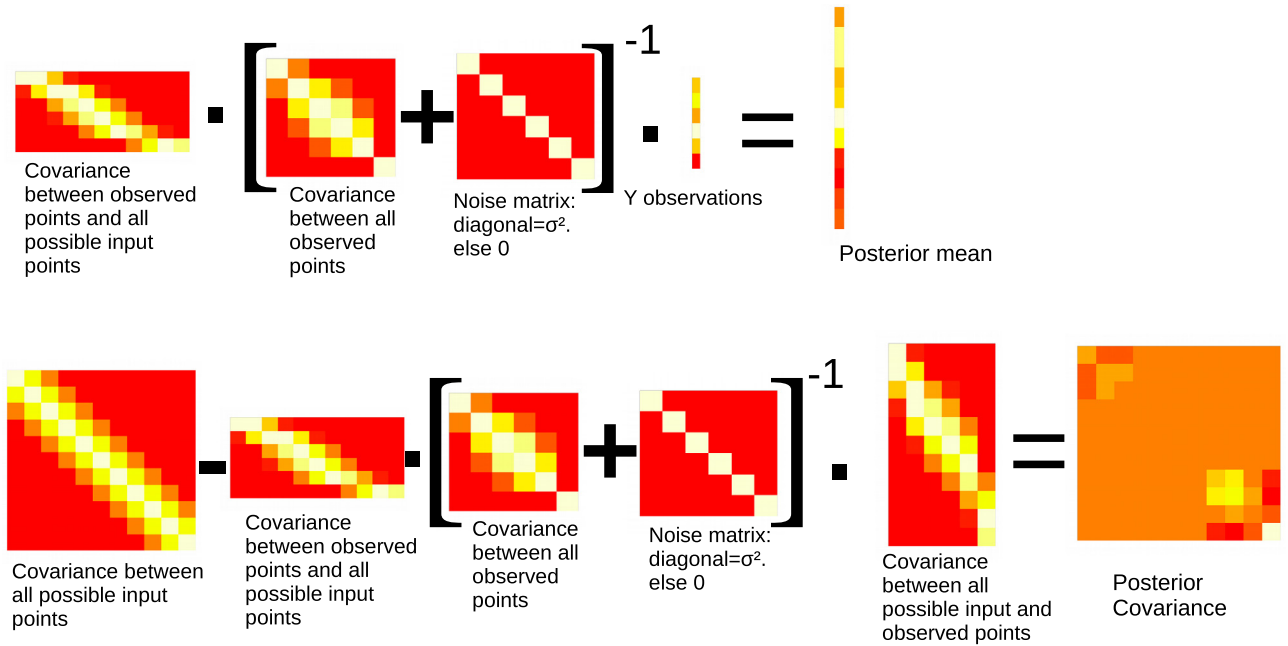 -1
Covariance
between observed
points and all
possible input
points
Covariance
between all
observed
points
Noise matrix:
diagonal=σ².
else 0
Y observations
Posterior mean
-1
Covariance between
all possible input
points
Covariance
between observed
points and all
possible input
points
Covariance
between all
observed
points
Noise matrix:
diagonal=σ².
else 0
Covariance
between all
possible input and
observed points
Posterior
Covariance